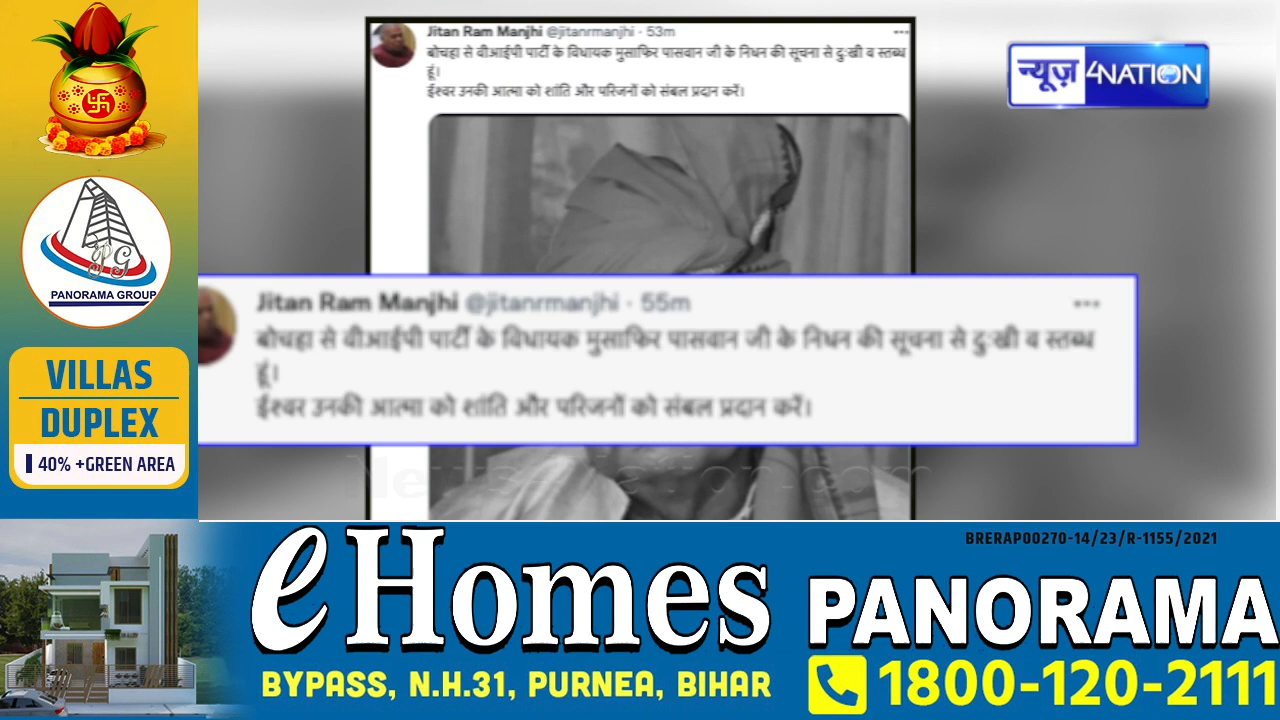 Jitan Ram Manjhi @jitanrmanjhi · 53m
बोचहा से वीआईपी पार्टी के विधायक मुसाफिर पासवान जी के निधन की सूचना से दुःखी व स्तब्ध
हूं।
ईश्वर उनकी आत्मा को शांति और परिजनों को संबल प्रदान करें।
न्यूज़ 4NATION
Jitan Ram Manjhi @jitanrmanjhi · 55m
बोचहा से वीआईपी पार्टी के विधायक मुसाफिर पासवान जी के निधन की सूचना से दुःखी व स्तब्ध
हूं।
ईश्वर उनकी आत्मा को शांति और परिजनों को संबल प्रदान करें।
News4Nation.com
PG
PANORAMA GROUP
VILLAS
DUPLEX
40% +GREEN AREA
BRERAP00270-14/23/R-1155/2021
eHomes PANORAMA
BYPASS, N.H.31, PURNEA, BIHAR
1800-120-2111